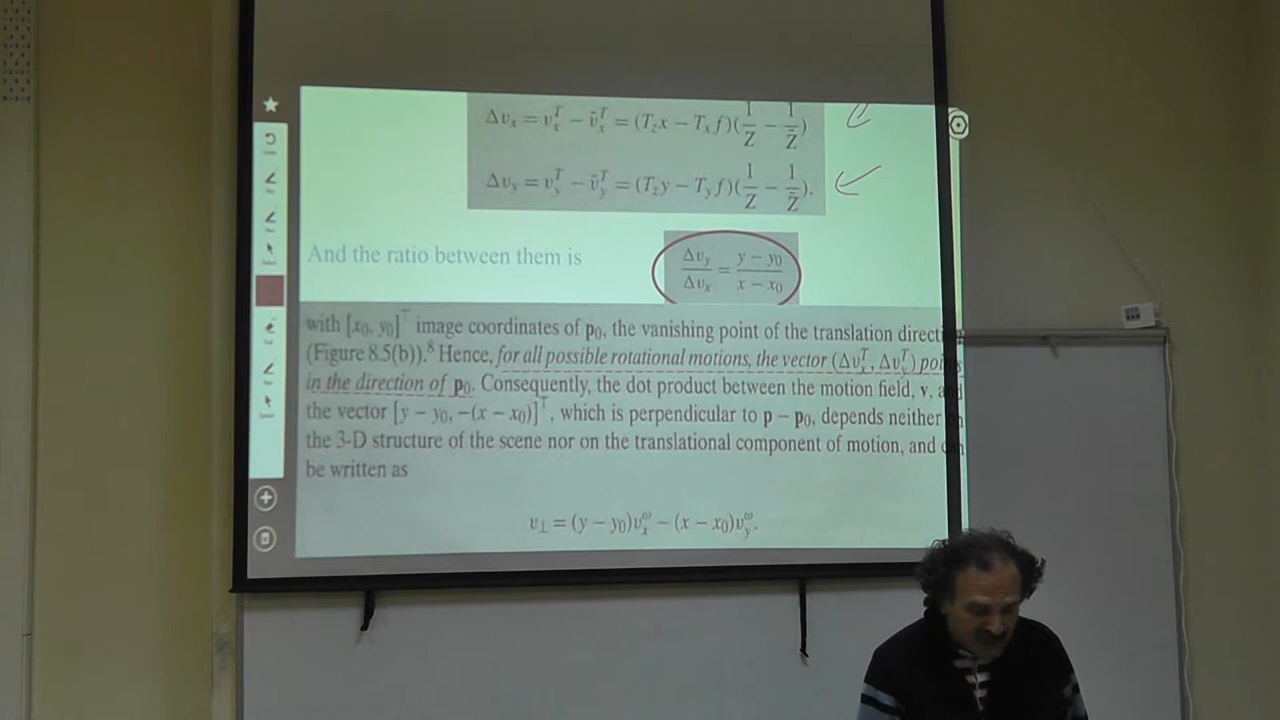 Δv_x = v_x^T − ṽ_x^T = (T_z x − T_x f)(1/Z − 1/Z̃)
Δv_y = v_y^T − ṽ_y^T = (T_z y − T_y f)(1/Z − 1/Z̃).
And the ratio between them is Δv_y/Δv_x = (y − y_0)/(x − x_0)
with [x_0, y_0]^⊤ image coordinates of p_0, the vanishing point of the translation directi
(Figure 8.5(b)).^8 Hence, for all possible rotational motions, the vector (Δv_x^T, Δv_y^T) poi s
in the direction of p_0. Consequently, the dot product between the motion field, v, a d
the vector [y − y_0, −(x − x_0)]^⊤, which is perpendicular to p − p_0, depends neither n
the 3-D structure of the scene nor on the translational component of motion, and c n
be written as
v_⊥ = (y − y_0)v_x^ω − (x − x_0)v_y^ω.